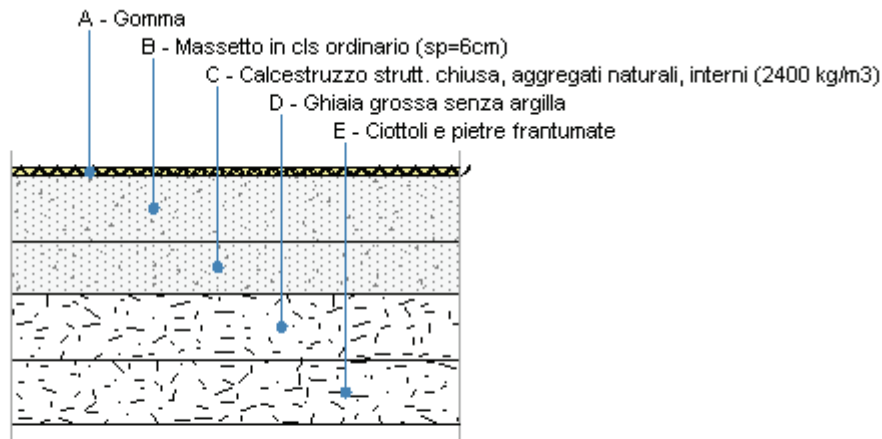 A - Gomma
B - Massetto in cls ordinario (sp=6cm)
C - Calcestruzzo strutt. chiusa, aggregati naturali, interni (2400 kg/m3)
D - Ghiaia grossa senza argilla
E - Ciottoli e pietre frantumate